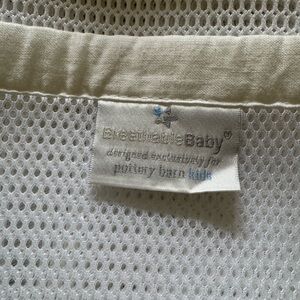 BreathableBaby
designed exclusively for
pottery barn kids